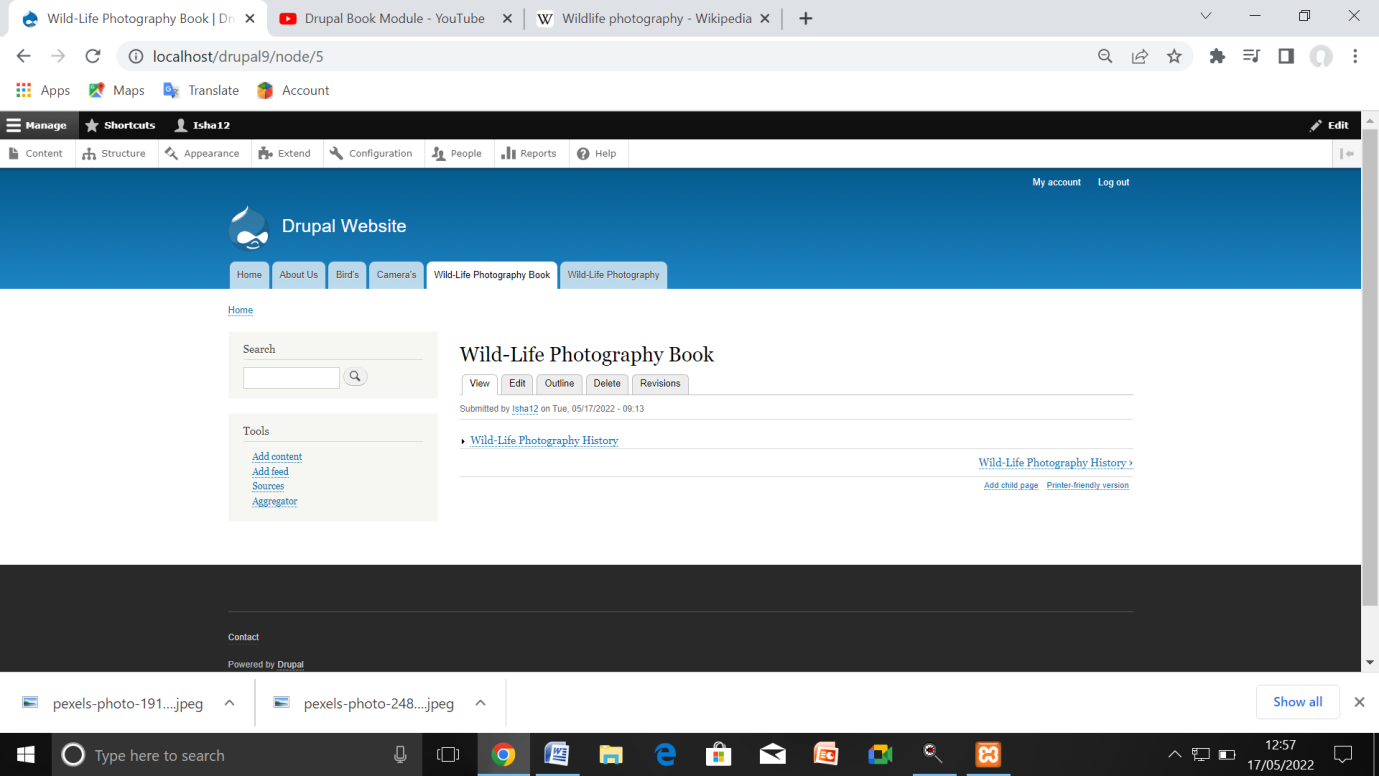 Wild-Life Photography Book | Dr
Drupal Book Module - YouTube
Wildlife photography - Wikipedia
localhost/drupal9/node/5
Apps Maps Translate Account
Manage Shortcuts Isha12 Edit
Content Structure Appearance Extend Configuration People Reports Help
My account Log out
Drupal Website
Home About Us Bird's Camera's Wild-Life Photography Book Wild-Life Photography
Home
Search
Tools
Add content
Add feed
Sources
Aggregator
Wild-Life Photography Book
View Edit Outline Delete Revisions
Submitted by Isha12 on Tue, 05/17/2022 - 09:13
Wild-Life Photography History
Wild-Life Photography History ›
Add child page Printer-friendly version
Contact
Powered by Drupal
pexels-photo-191....jpeg pexels-photo-248....jpeg Show all
Type here to search
12:57
17/05/2022